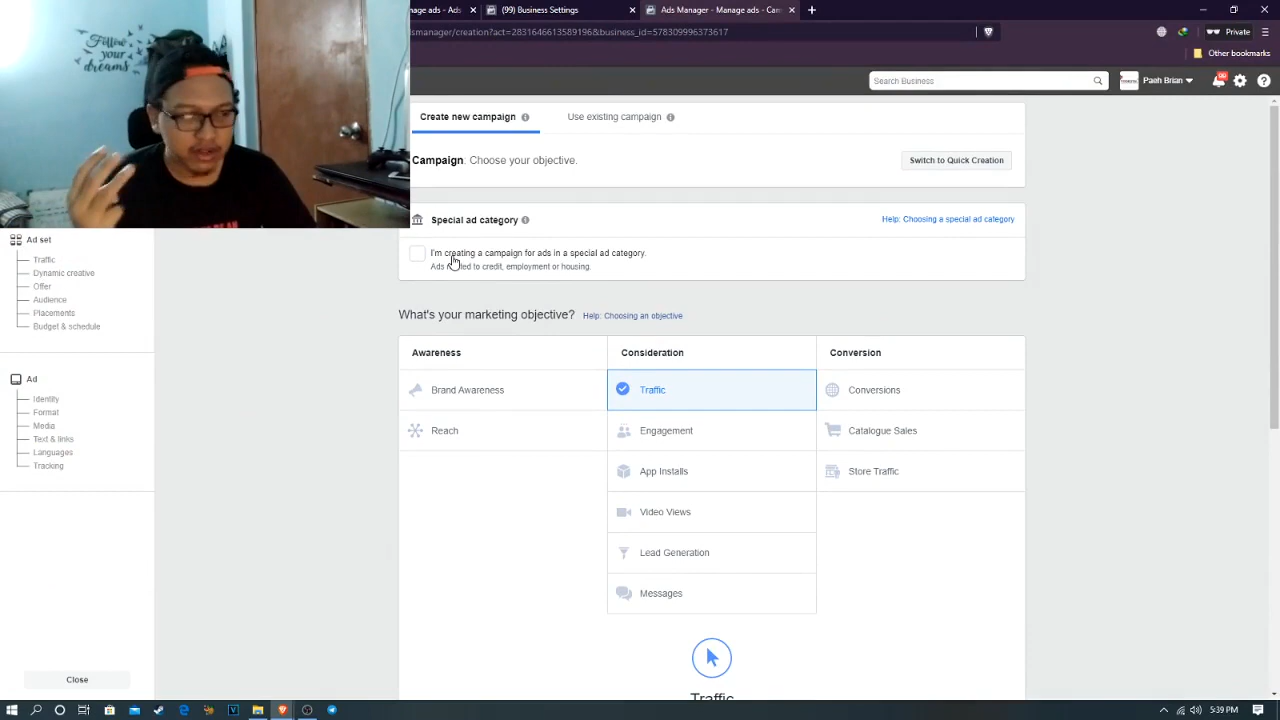 nage ads - Ads
(99) Business Settings
Ads Manager - Manage ads - Cam
smanager/creation?act=2831646613589196&business_id=578309996373617
Private
Other bookmarks
Follow
your
dreams
Search Business
Paeh Brian
Create new campaign
Use existing campaign
Campaign: Choose your objective.
Switch to Quick Creation
Special ad category
Help: Choosing a special ad category
I'm creating a campaign for ads in a special ad category.
Ads related to credit, employment or housing.
What's your marketing objective?
Help: Choosing an objective
Awareness
Consideration
Conversion
Brand Awareness
Traffic
Conversions
Reach
Engagement
Catalogue Sales
App Installs
Store Traffic
Video Views
Lead Generation
Messages
Traffic
Ad set
Traffic
Dynamic creative
Offer
Audience
Placements
Budget & schedule
Ad
Identity
Format
Media
Text & links
Languages
Tracking
Close
5:39 PM